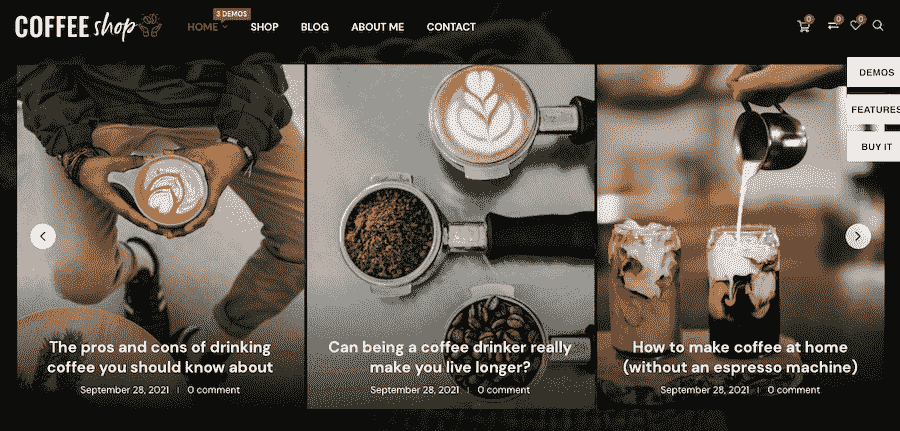 COFFEE shop
3 DEMOS
HOME
SHOP
BLOG
ABOUT ME
CONTACT
0
0
0
DEMOS
FEATURES
BUY IT
The pros and cons of drinking
coffee you should know about
September 28, 2021 | 0 comment
Can being a coffee drinker really
make you live longer?
September 28, 2021 | 0 comment
How to make coffee at home
(without an espresso machine)
September 28, 2021 | 0 comment